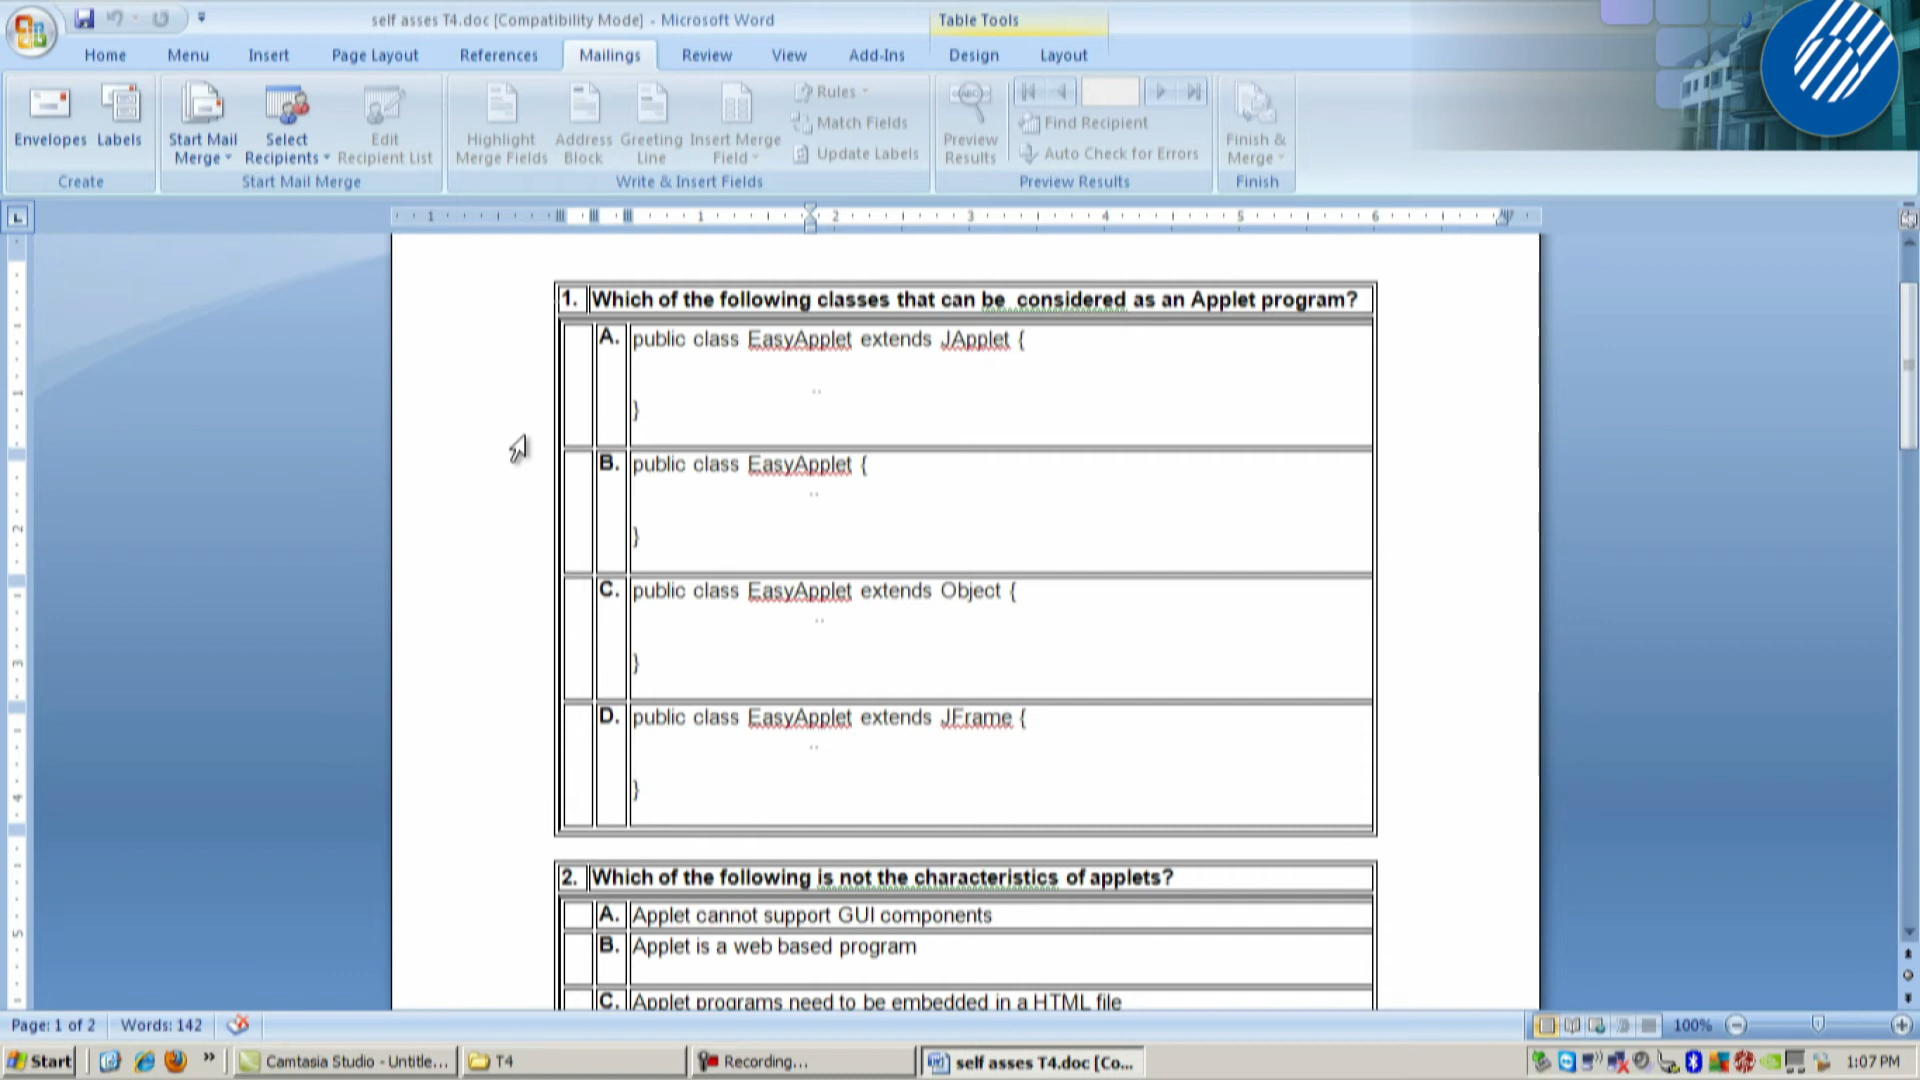 self asses T4.doc [Compatibility Mode] - Microsoft Word
Table Tools
Home Menu Insert Page Layout References Mailings Review View Add-Ins Design Layout
Envelopes Labels
Create
Start Mail Merge
Select Recipients
Edit Recipient List
Start Mail Merge
Highlight Merge Fields
Address Block
Greeting Line
Insert Merge Field
Rules
Match Fields
Update Labels
Write & Insert Fields
Preview Results
Find Recipient
Auto Check for Errors
Preview Results
Finish & Merge
Finish
1 1 2 3 4 5 6
1. Which of the following classes that can be considered as an Applet program?
A. public class EasyApplet extends JApplet {
..
}
B. public class EasyApplet {
..
}
C. public class EasyApplet extends Object {
..
}
D. public class EasyApplet extends JFrame {
..
}
2. Which of the following is not the characteristics of applets?
A. Applet cannot support GUI components
B. Applet is a web based program
C. Applet programs need to be embedded in a HTML file
Page: 1 of 2 Words: 142 100%
Start » Camtasia Studio - Untitle... T4 Recording... self asses T4.doc [Co... 1:07 PM